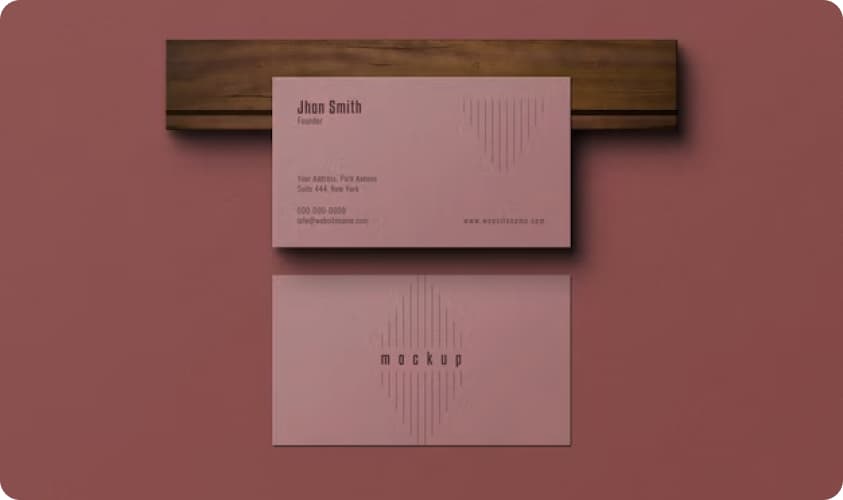 Jhon Smith
Founder
Your Address, Park Avenue
Suite 444, New York
000-000-0000
info@websitename.com
www.websitename.com
mockup